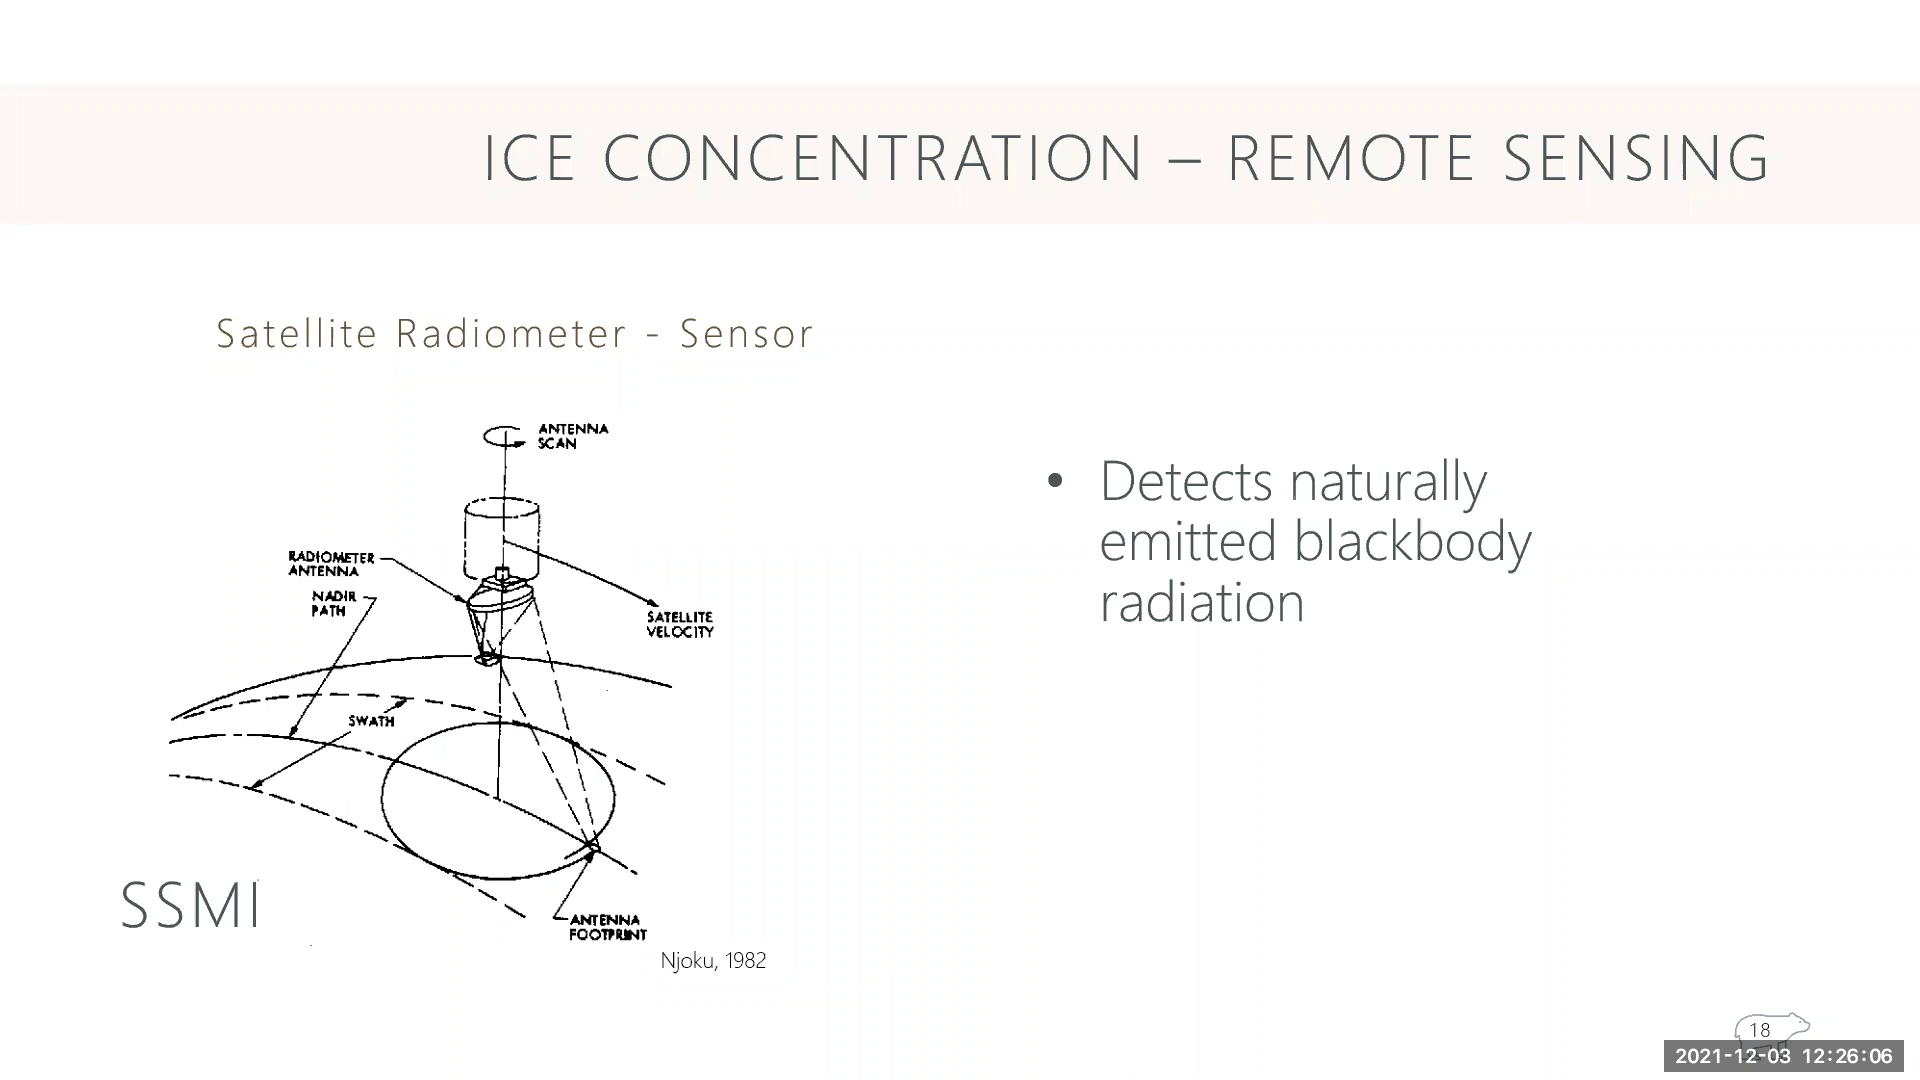 ICE CONCENTRATION – REMOTE SENSING
Satellite Radiometer - Sensor
ANTENNA
SCAN
RADIOMETER
ANTENNA
NADIR
PATH
SATELLITE
VELOCITY
SWATH
ANTENNA
FOOTPRINT
SSMI
Njoku, 1982
• Detects naturally
emitted blackbody
radiation
18
2021-12-03 12:26:06